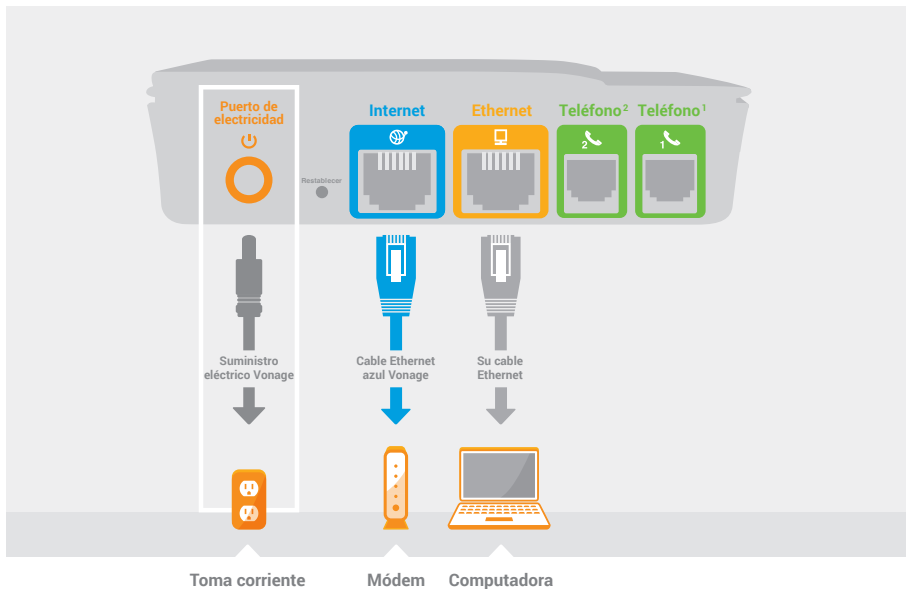 Puerto de
electricidad
Internet
Ethernet
Teléfono²
Teléfono¹
2
1
Restablecer
Suministro
eléctrico Vonage
Cable Ethernet
azul Vonage
Su cable
Ethernet
Toma corriente
Módem
Computadora